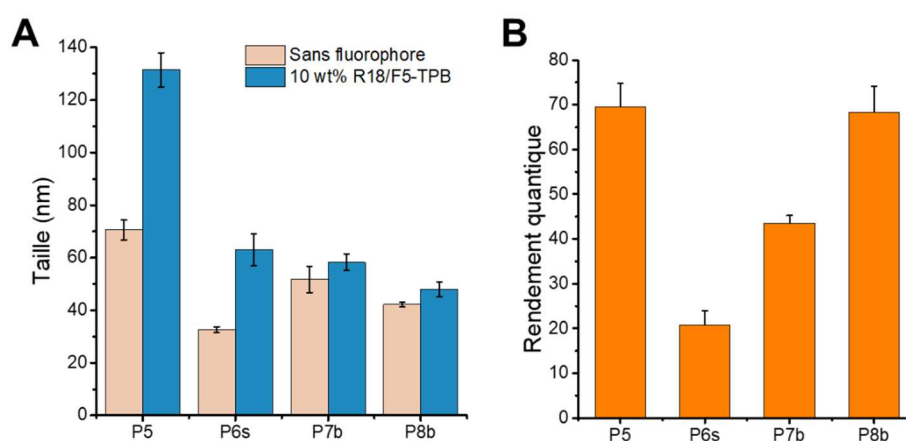 A
Taille (nm)
140
120
100
80
60
40
20
0
Sans fluorophore
10 wt% R18/F5-TPB
P5 P6s P7b P8b
B
Rendement quantique
80
70
60
50
40
30
20
10
0
P5 P6s P7b P8b